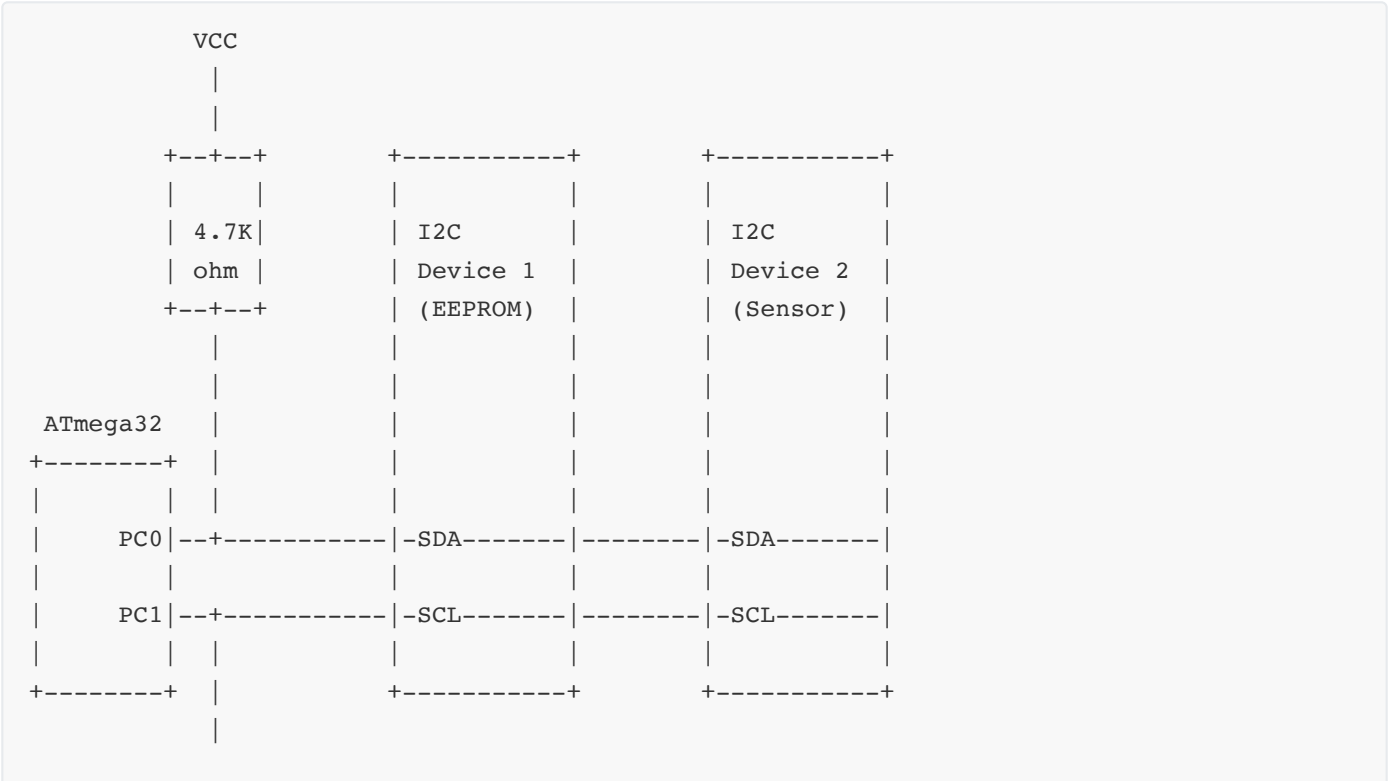 VCC
4.7K I2C I2C
ohm Device 1 Device 2
(EEPROM) (Sensor)
ATmega32
PC0 SDA SDA
PC1 SCL SCL